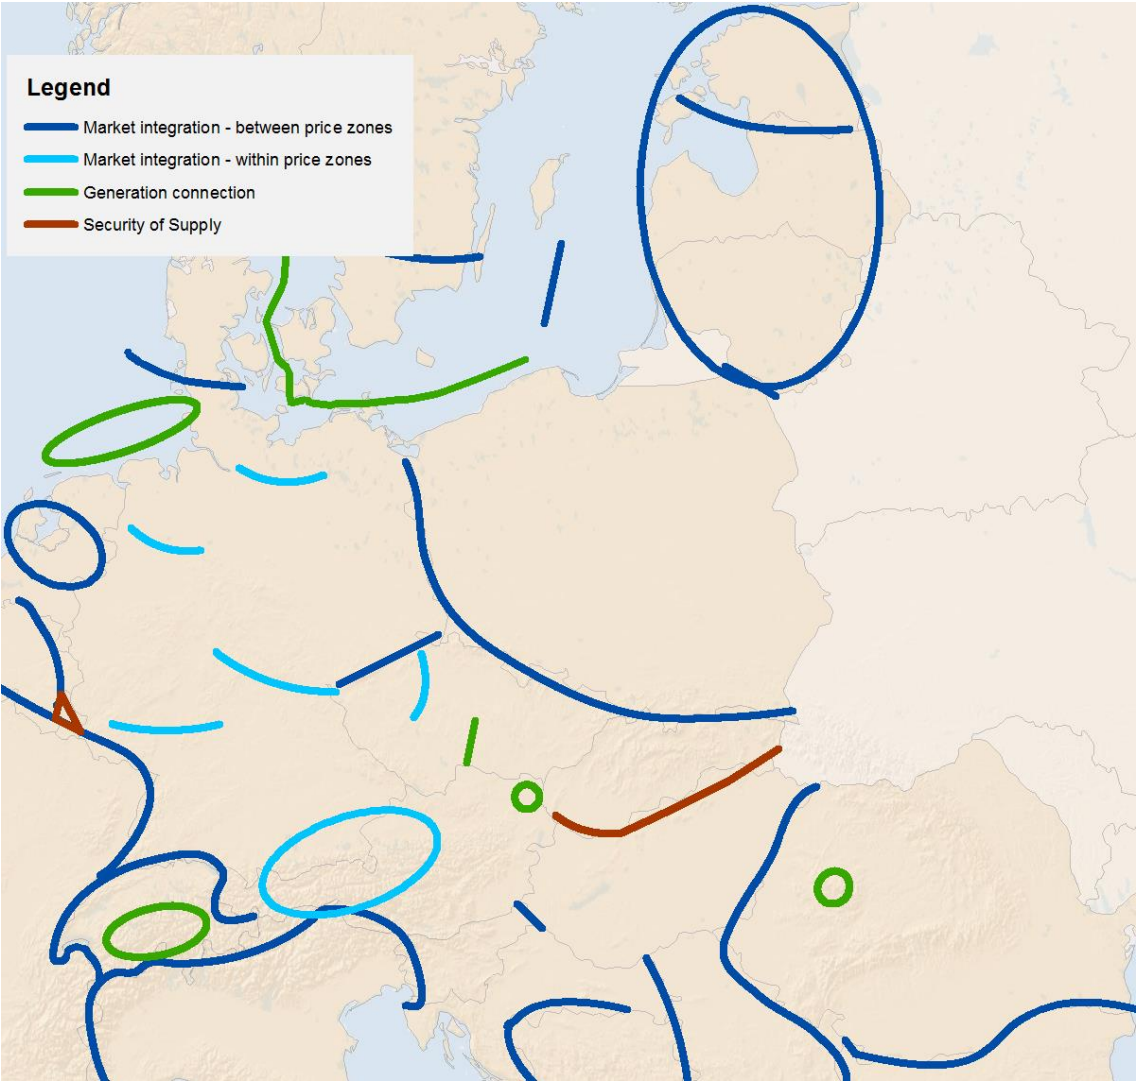 Legend
Market integration - between price zones
Market integration - within price zones
Generation connection
Security of Supply